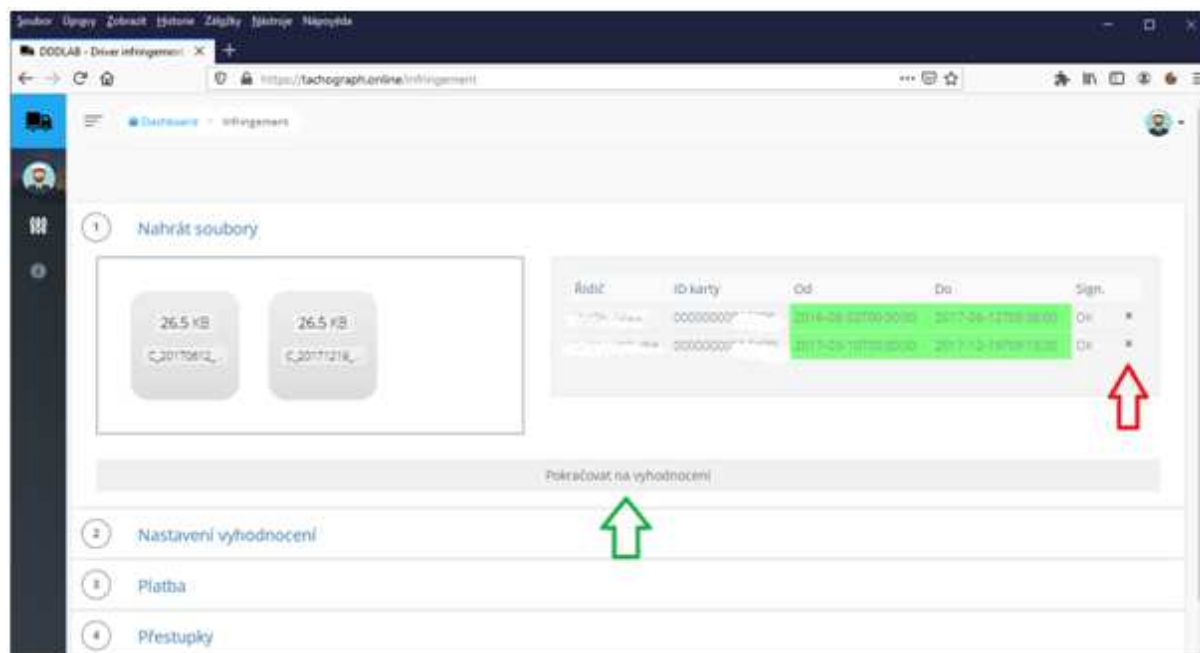 Soubor Úpravy Zobrazit Historie Záložky Nástroje Nápověda
DDDLAB - Driver infringement
https://tachograph.online/infringement
Dashboard Infringement
1 Nahrát soubory
26.5 KB 26.5 KB
C_20170612_ C_20171219_
Řidič ID karty Od Do Sign.
OK
OK
Pokračovat na vyhodnocení
2 Nastavení vyhodnocení
3 Platba
4 Přestupky